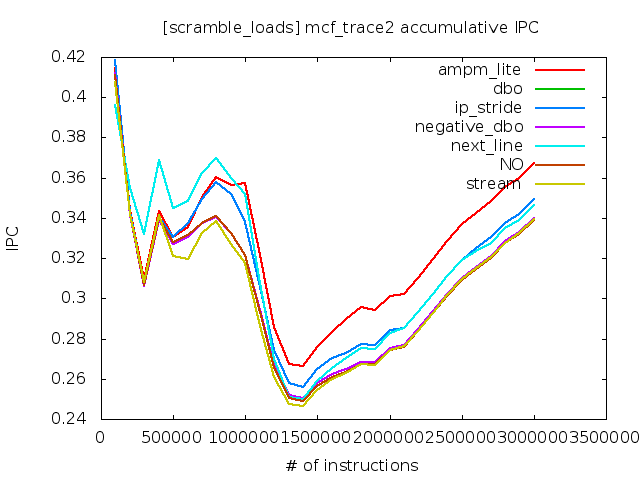 [scramble_loads] mcf_trace2 accumulative IPC
0.42
0.4
0.38
0.36
0.34
0.32
0.3
0.28
0.26
0.24
IPC
ampm_lite
dbo
ip_stride
negative_dbo
next_line
NO
stream
0 500000 1000000 1500000 2000000 2500000 3000000 3500000
# of instructions